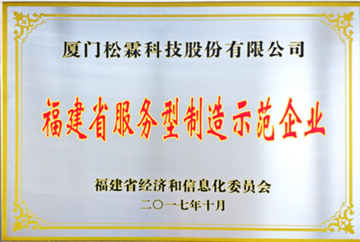 厦门松霖科技股份有限公司
福建省服务型制造示范企业
福建省经济和信息化委员会
二〇一七年十月